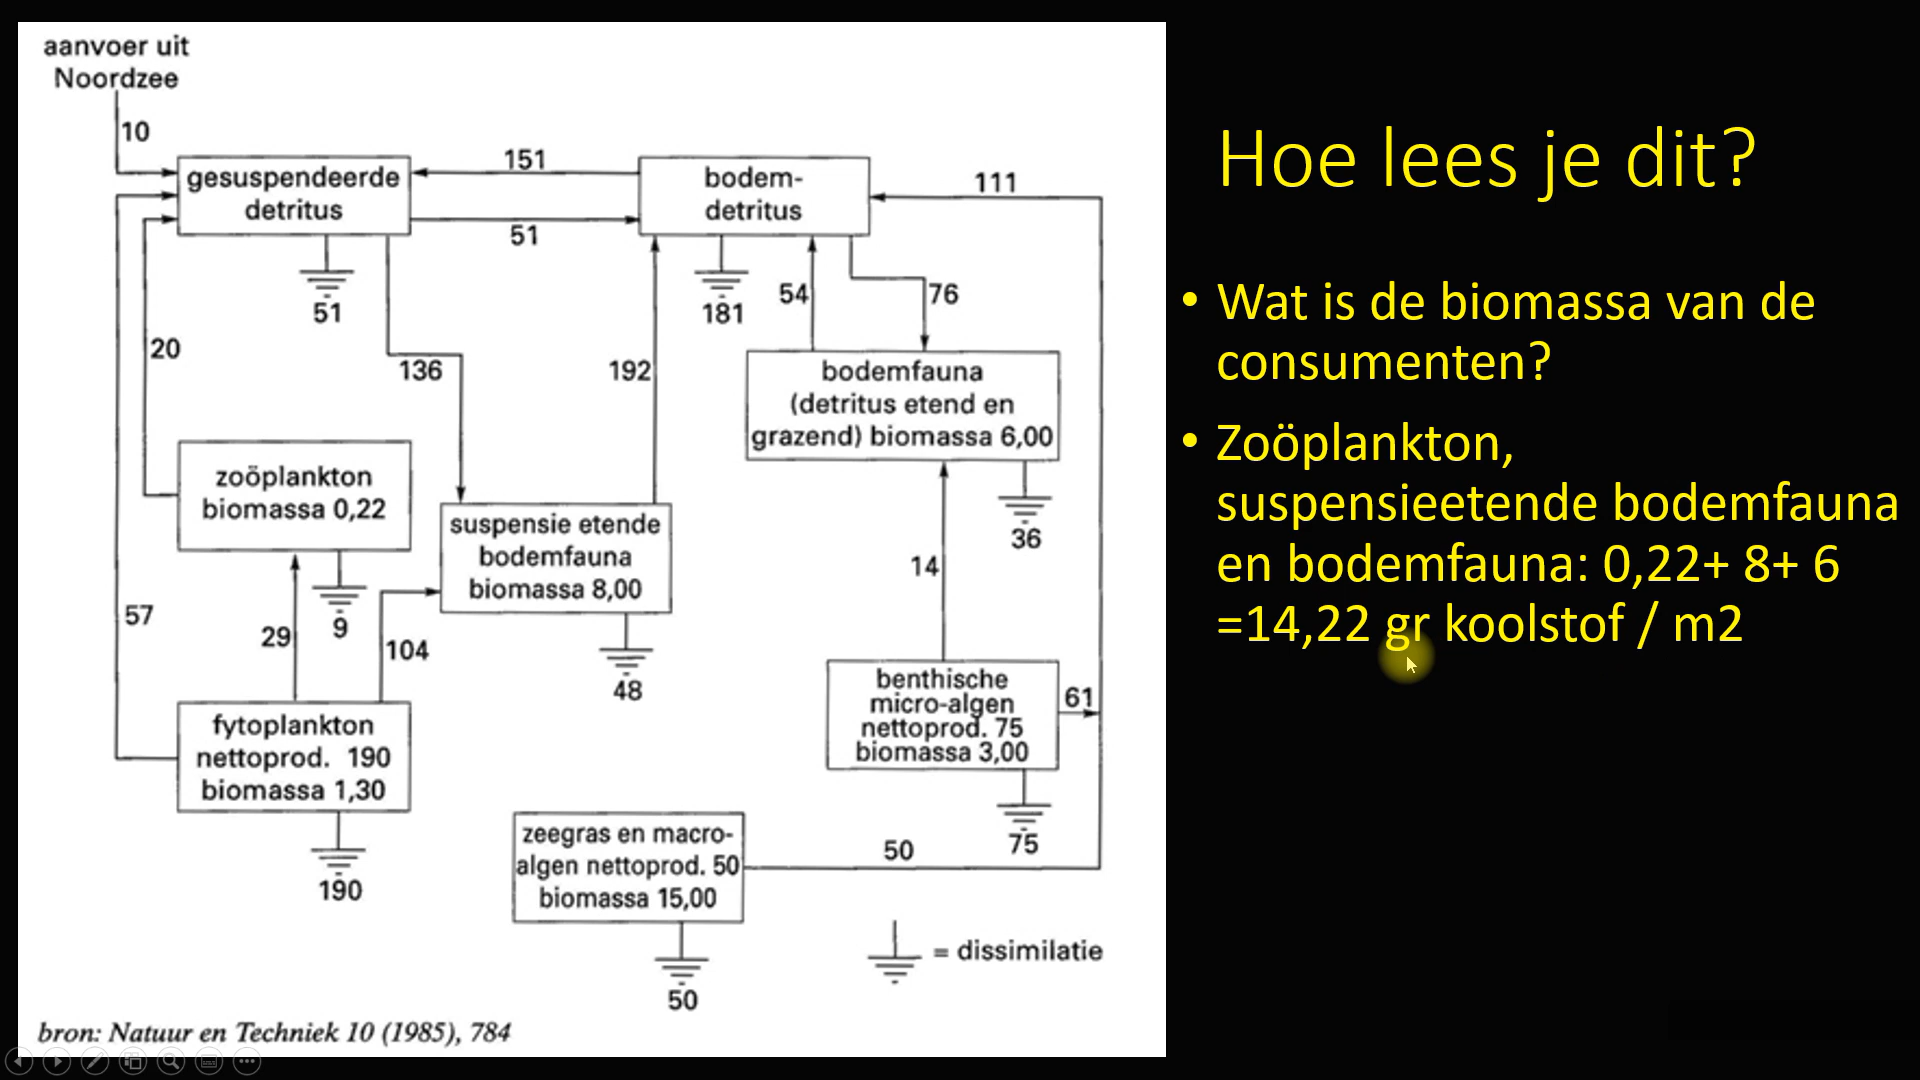 aanvoer uit
Noordzee
10
gesuspendeerde
detritus
151
51
bodem-
detritus
111
51
181
54
76
20
136
192
bodemfauna
(detritus etend en
grazend) biomassa 6,00
zoöplankton
biomassa 0,22
suspensie etende
bodemfauna
biomassa 8,00
36
14
57
29
9
104
48
benthische
micro-algen
nettoprod. 75
biomassa 3,00
61
fytoplankton
nettoprod. 190
biomassa 1,30
75
zeegras en macro-
algen nettoprod. 50
biomassa 15,00
50
190
50
= dissimilatie
bron: Natuur en Techniek 10 (1985), 784
Hoe lees je dit?
• Wat is de biomassa van de
consumenten?
• Zoöplankton,
suspensieetende bodemfauna
en bodemfauna: 0,22+ 8+ 6
=14,22 gr koolstof / m2